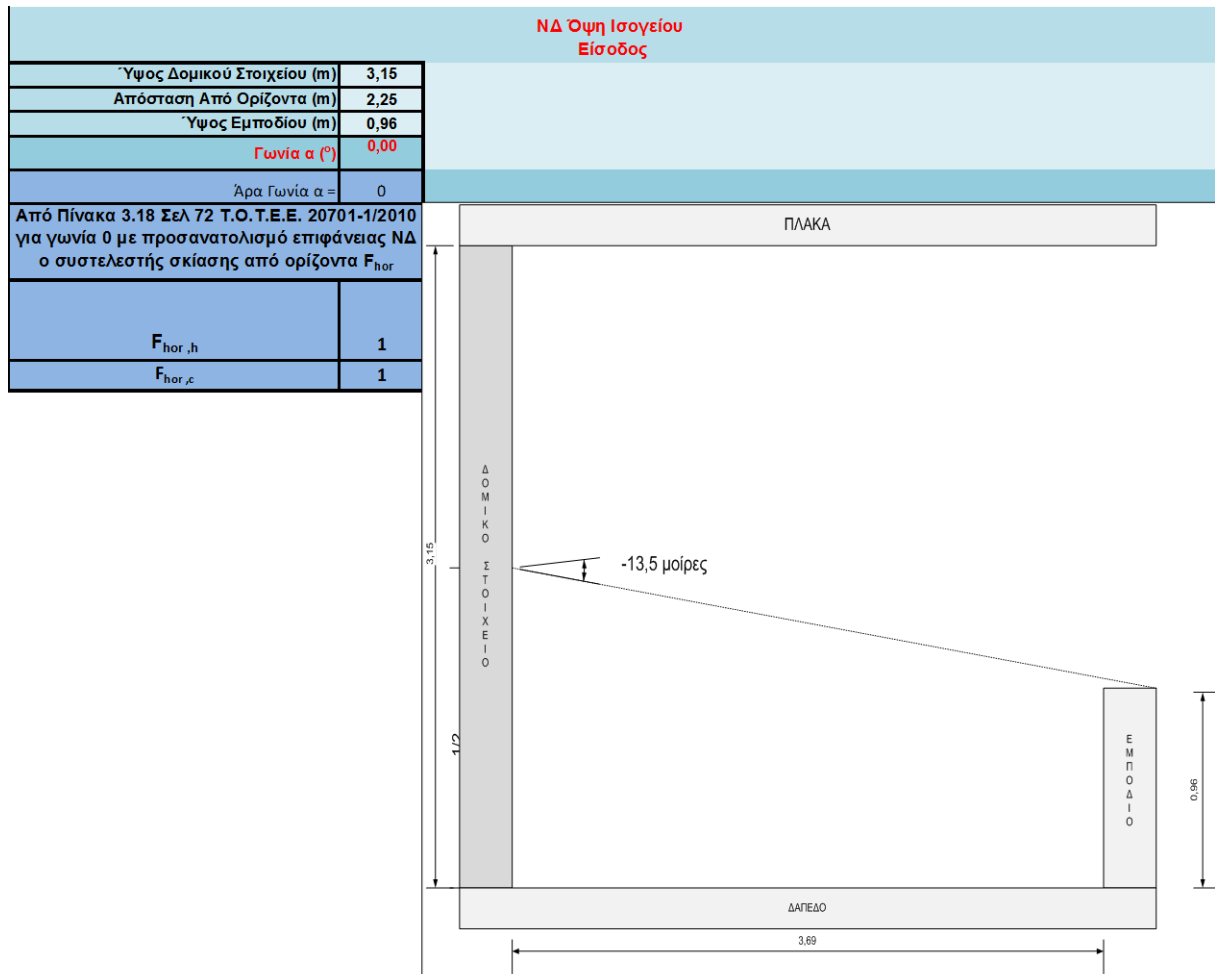 ΝΔ Όψη Ισογείου
Είσοδος
Ύψος Δομικού Στοιχείου (m) 3,15
Απόσταση Από Ορίζοντα (m) 2,25
Ύψος Εμποδίου (m) 0,96
Γωνία α (°) 0,00
Άρα Γωνία α = 0
Από Πίνακα 3.18 Σελ 72 Τ.Ο.Τ.Ε.Ε. 20701-1/2010
για γωνία 0 με προσανατολισμό επιφάνειας ΝΔ
ο συστελεστής σκίασης από ορίζοντα Fhor
Fhor ,h 1
Fhor ,c 1
ΠΛΑΚΑ
ΔΟΜΙΚΟ ΣΤΟΙΧΕΙΟ
3,15
-13,5 μοίρες
1/2
ΕΜΠΟΔΙΟ
0,96
ΔΑΠΕΔΟ
3,69